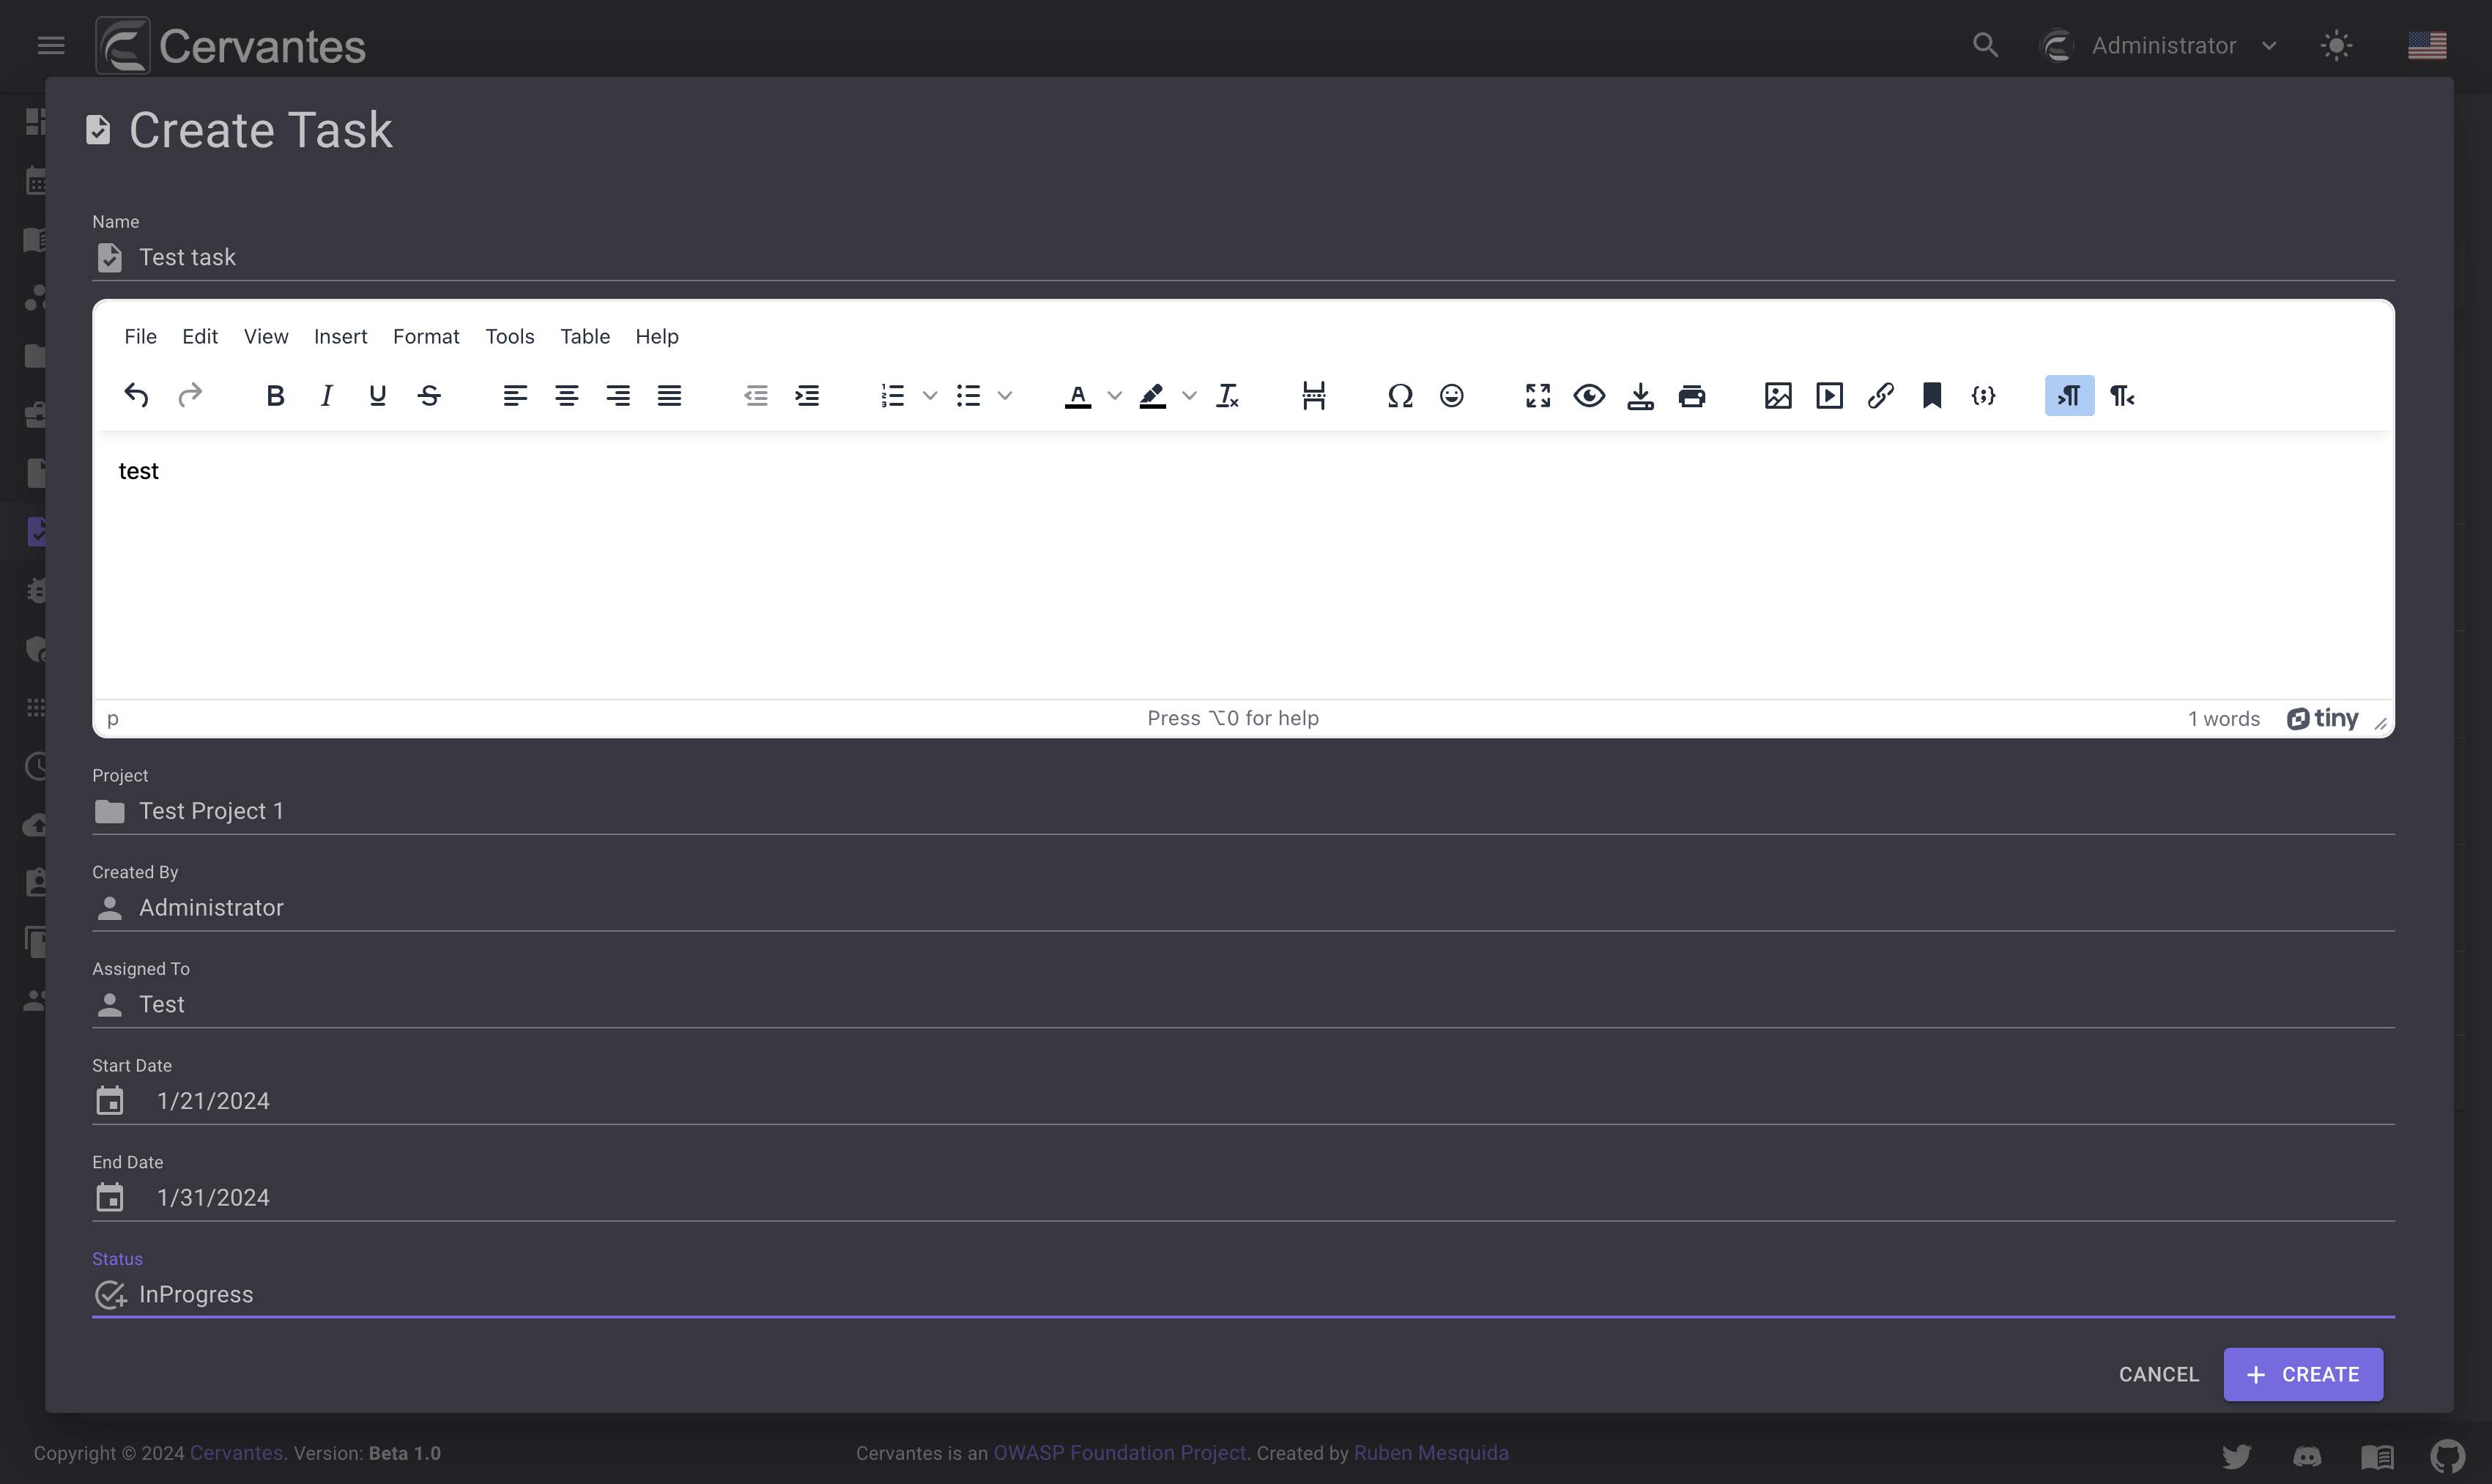 Cervantes
Administrator
Create Task
Name
Test task
File Edit View Insert Format Tools Table Help
test
p
Press ⌥0 for help
1 words
tiny
Project
Test Project 1
Created By
Administrator
Assigned To
Test
Start Date
1/21/2024
End Date
1/31/2024
Status
InProgress
CANCEL
CREATE
Copyright © 2024 Cervantes. Version: Beta 1.0
Cervantes is an OWASP Foundation Project. Created by Ruben Mesquida